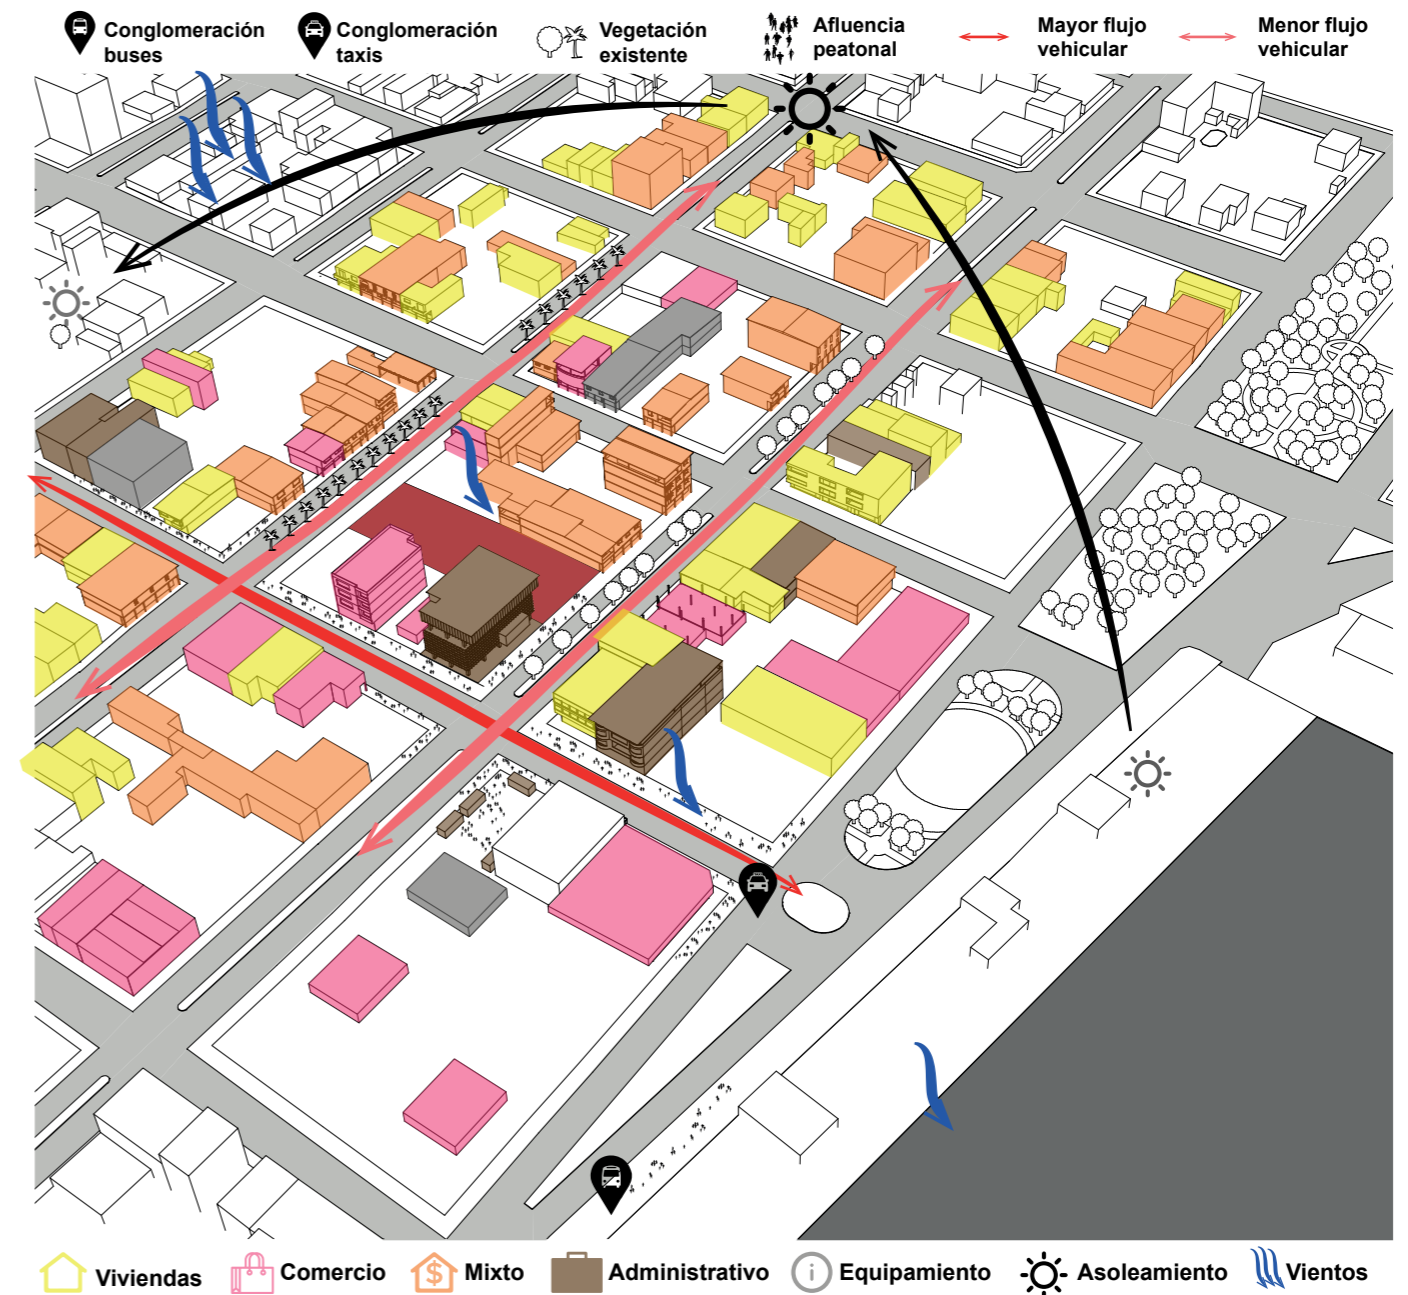 Conglomeración
buses
Conglomeración
taxis
Vegetación
existente
Afluencia
peatonal
Mayor flujo
vehicular
Menor flujo
vehicular
Viviendas
Comercio
$
Mixto
Administrativo
i
Equipamiento
Asoleamiento
Vientos